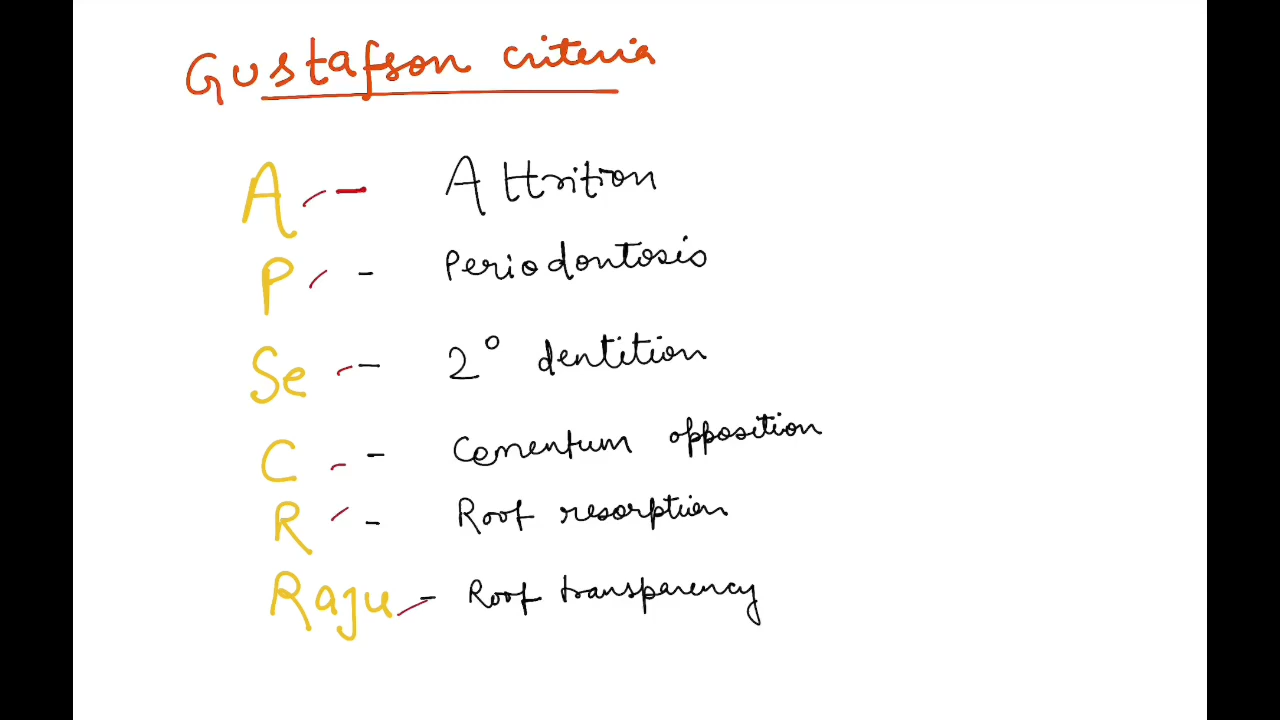 Gustafson criteria
A - Attrition
P - Periodontosis
Se - 2° dentition
C - Cementum opposition
R - Roof resorption
Raju - Roof transparency